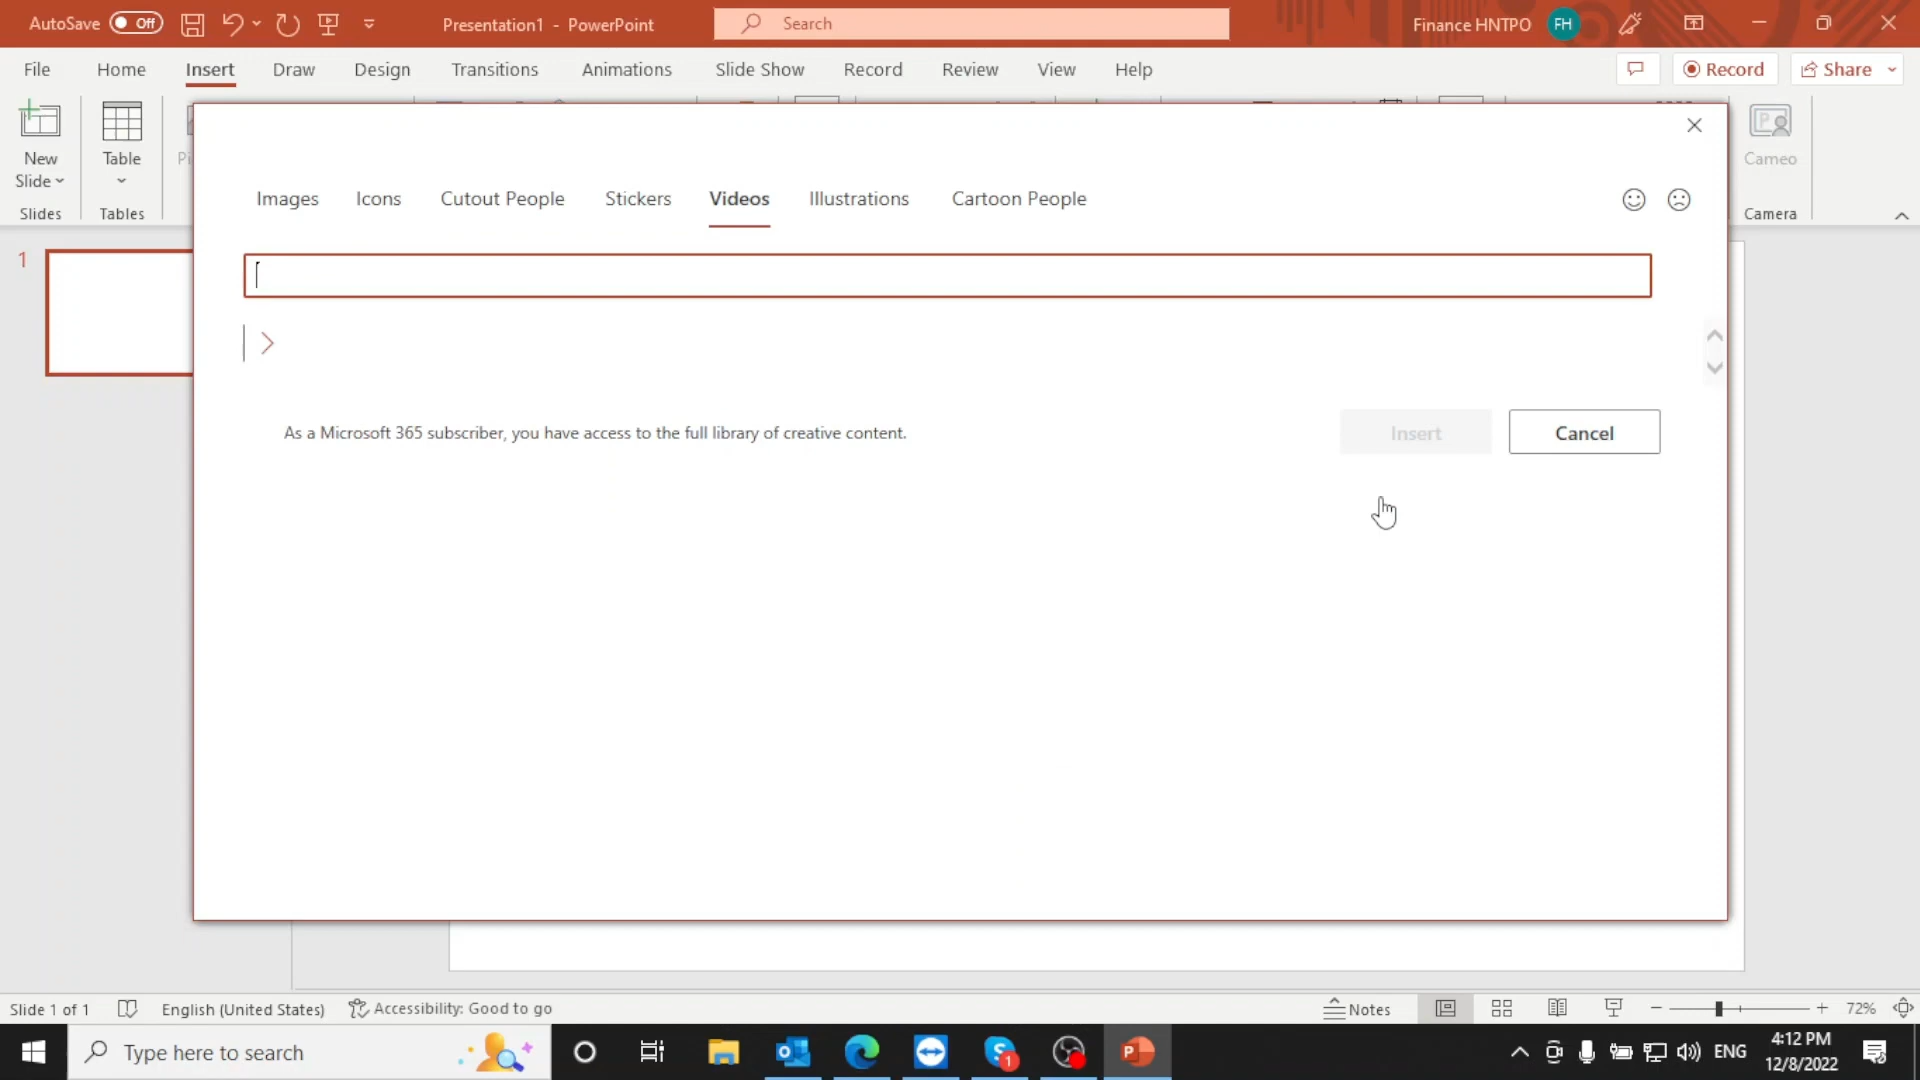 AutoSave Off Presentation1 - PowerPoint Search Finance HNTPO FH
File Home Insert Draw Design Transitions Animations Slide Show Record Review View Help Record Share
New Slide
Table
Cameo
Slides Tables Camera
1
Images Icons Cutout People Stickers Videos Illustrations Cartoon People
As a Microsoft 365 subscriber, you have access to the full library of creative content.
Insert Cancel
Slide 1 of 1 English (United States) Accessibility: Good to go Notes 72%
Type here to search 1 ENG 4:12 PM
12/8/2022